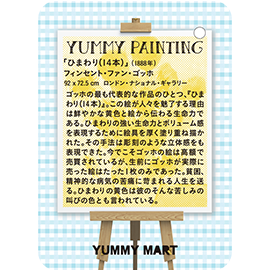 YUMMY PAINTING
「ひまわり(14本)」(1888年)
フィンセント・ファン・ゴッホ
92 x 72.5 cm ロンドン・ナショナル・ギャラリー
ゴッホの最も代表的な作品のひとつ、『ひ
まわり(14本)』。この絵が人々を魅了する理由
は鮮やかな黄色と絵から伝わる生命力で
ある。ひまわりの強い生命力とボリューム感
を表現するために絵具を厚く塗り重ね描か
れた。その手法は彫刻のような立体感をも
表現できた。今でこそゴッホの絵は高額で
売買されているが、生前にゴッホが実際に
売った絵はたった1枚のみであった。貧困、
精神的な病気の苦痛に苛まれる人生を送
る。ひまわりの黄色は彼のそんな苦しみの
叫びの色とも言われている。
YUMMY MART